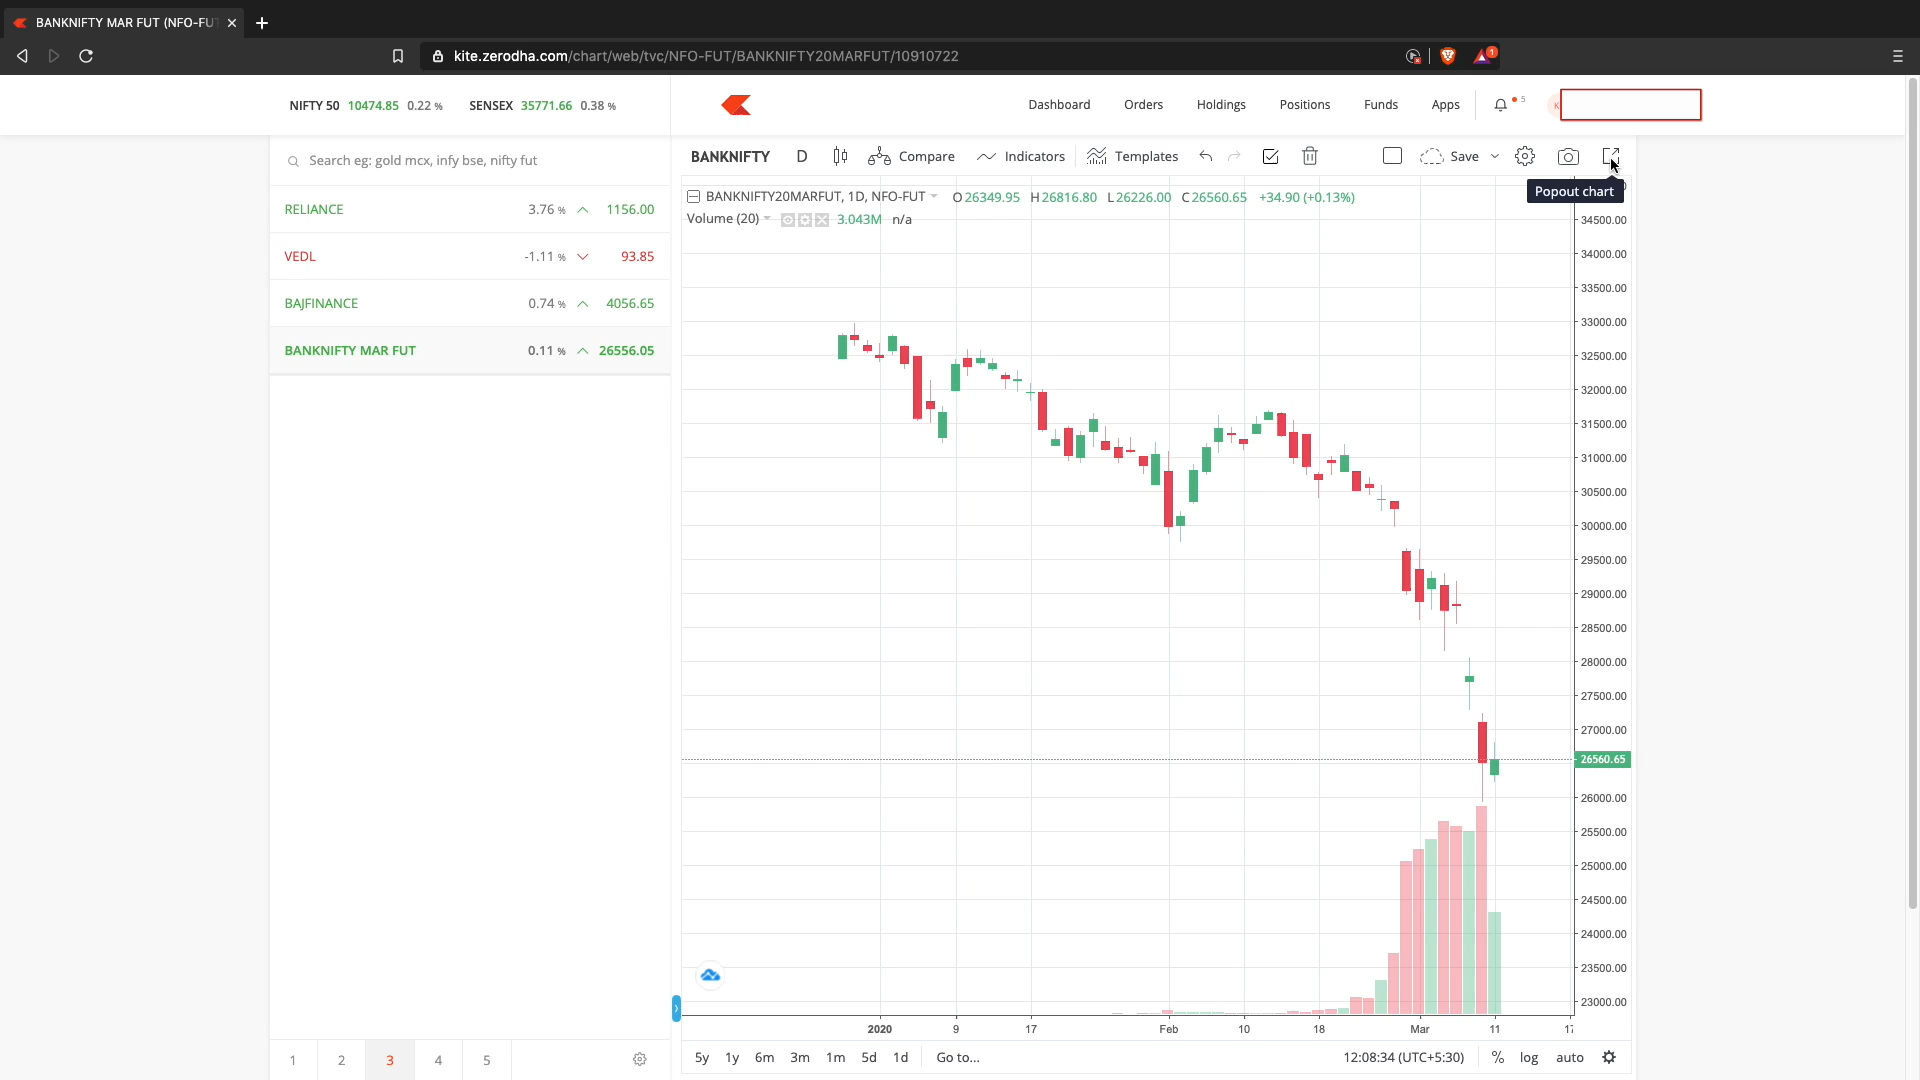 BANKNIFTY MAR FUT (NFO-FU
kite.zerodha.com/chart/web/tvc/NFO-FUT/BANKNIFTY20MARFUT/10910722
1
NIFTY 50 10474.85 0.22 % SENSEX 35771.66 0.38 %
Dashboard Orders Holdings Positions Funds Apps 5
Search eg: gold mcx, infy bse, nifty fut
RELIANCE 3.76 % 1156.00
VEDL -1.11 % 93.85
BAJFINANCE 0.74 % 4056.65
BANKNIFTY MAR FUT 0.11 % 26556.05
1 2 3 4 5
BANKNIFTY D Compare Indicators Templates Save
Popout chart
BANKNIFTY20MARFUT, 1D, NFO-FUT O26349.95 H26816.80 L26226.00 C26560.65 +34.90 (+0.13%)
Volume (20) 3.043M n/a
34500.00
34000.00
33500.00
33000.00
32500.00
32000.00
31500.00
31000.00
30500.00
30000.00
29500.00
29000.00
28500.00
28000.00
27500.00
27000.00
26560.65
26000.00
25500.00
25000.00
24500.00
24000.00
23500.00
23000.00
2020 9 17 Feb 10 18 Mar 11 17
5y 1y 6m 3m 1m 5d 1d Go to... 12:08:34 (UTC+5:30) % log auto